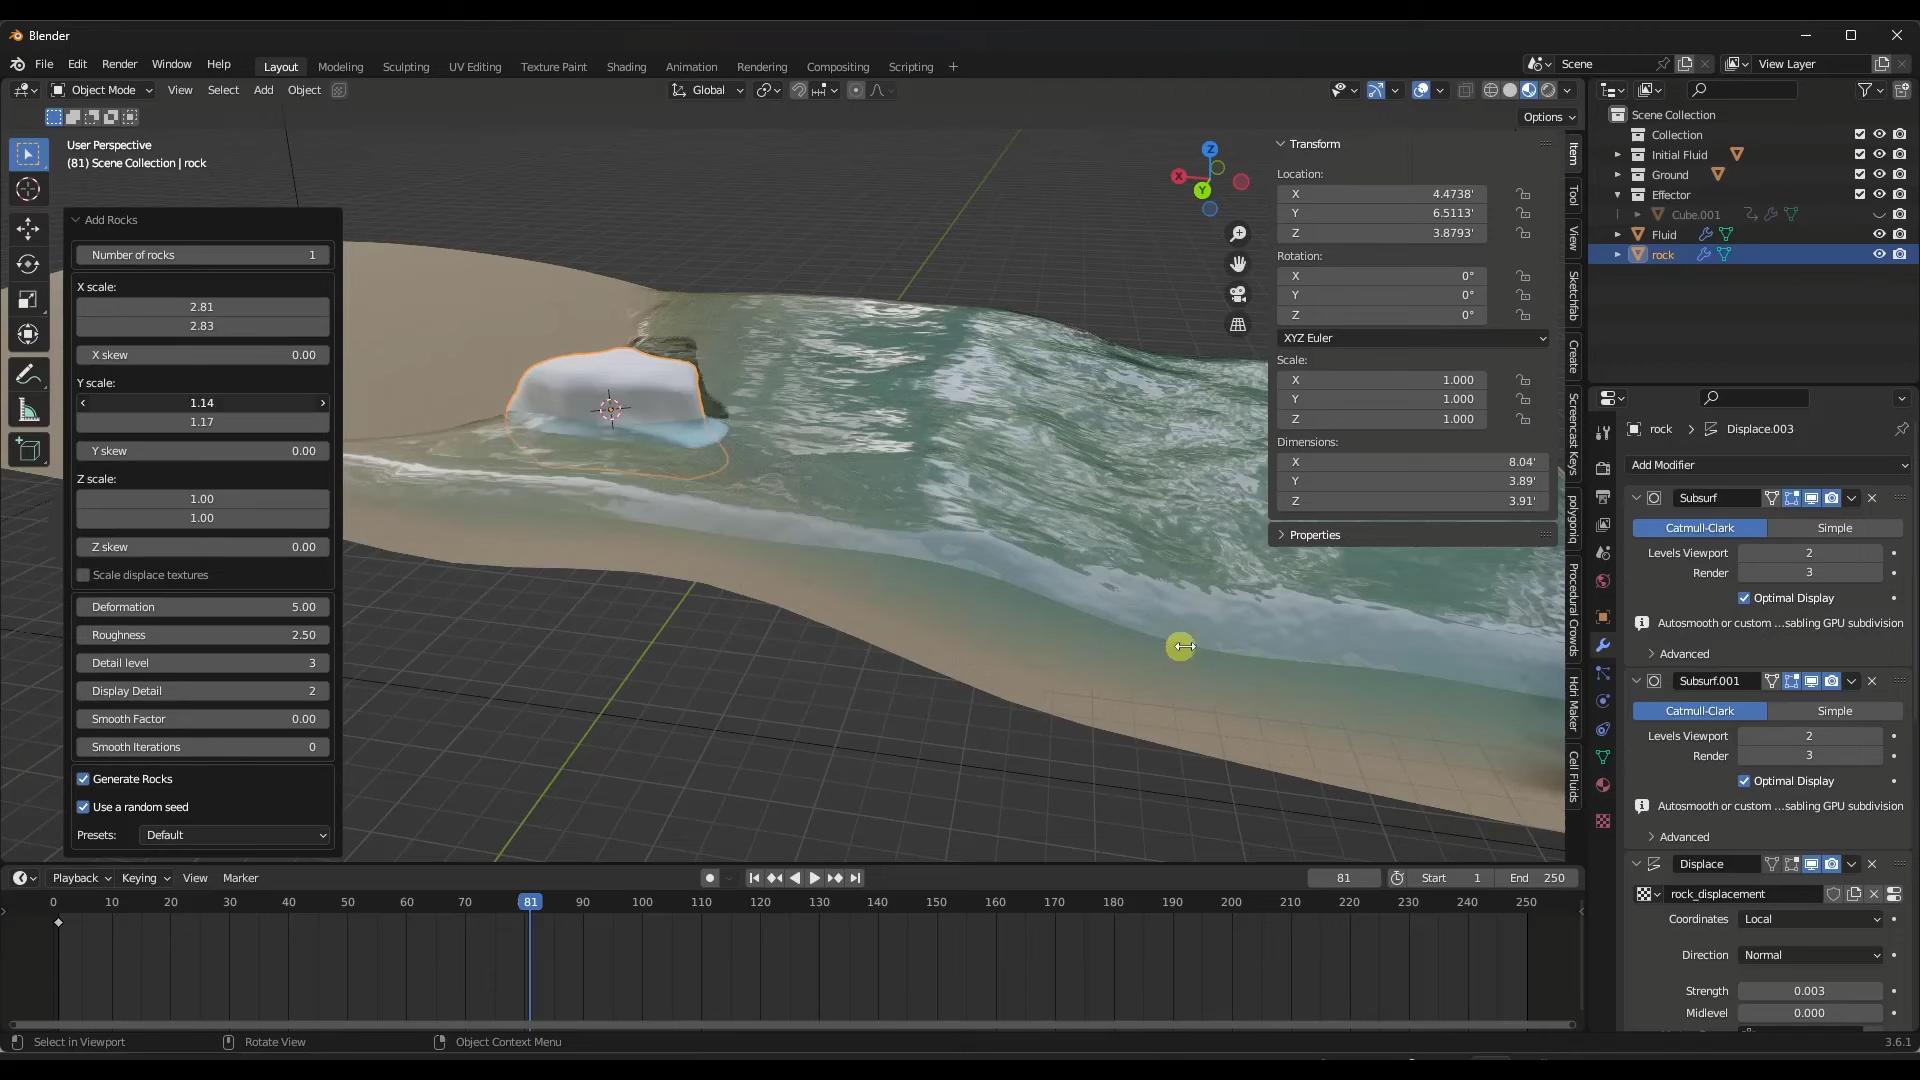 Blender
File Edit Render Window Help
Layout Modeling Sculpting UV Editing Texture Paint Shading Animation Rendering Compositing Scripting
Scene View Layer
Object Mode View Select Add Object Global
Options
User Perspective
(81) Scene Collection | rock
Add Rocks
Number of rocks 1
X scale:
2.81
2.83
X skew 0.00
Y scale:
1.14
1.17
Y skew 0.00
Z scale:
1.00
1.00
Z skew 0.00
Scale displace textures
Deformation 5.00
Roughness 2.50
Detail level 3
Display Detail 2
Smooth Factor 0.00
Smooth Iterations 0
Generate Rocks
Use a random seed
Presets: Default
Z
X
Y
Transform
Location:
X 4.4738'
Y 6.5113'
Z 3.8793'
Rotation:
X 0°
Y 0°
Z 0°
XYZ Euler
Scale:
X 1.000
Y 1.000
Z 1.000
Dimensions:
X 8.04'
Y 3.89'
Z 3.91'
Properties
Item
Tool
View
Sketchfab
Create
Screencast Keys
polygoniq
Procedural Crowds
Hdri Maker
Cell Fluids
Scene Collection
Collection
Initial Fluid
Ground
Effector
Cube.001
Fluid
rock
rock > Displace.003
Add Modifier
Subsurf
Catmull-Clark Simple
Levels Viewport 2
Render 3
Optimal Display
Autosmooth or custom ...sabling GPU subdivision
Advanced
Subsurf.001
Catmull-Clark Simple
Levels Viewport 2
Render 3
Optimal Display
Autosmooth or custom ...sabling GPU subdivision
Advanced
Displace
rock_displacement
Coordinates Local
Direction Normal
Strength 0.003
Midlevel 0.000
Playback Keying View Marker
81 Start 1 End 250
0 10 20 30 40 50 60 70 81 90 100 110 120 130 140 150 160 170 180 190 200 210 220 230 240 250
Select in Viewport Rotate View Object Context Menu
3.6.1